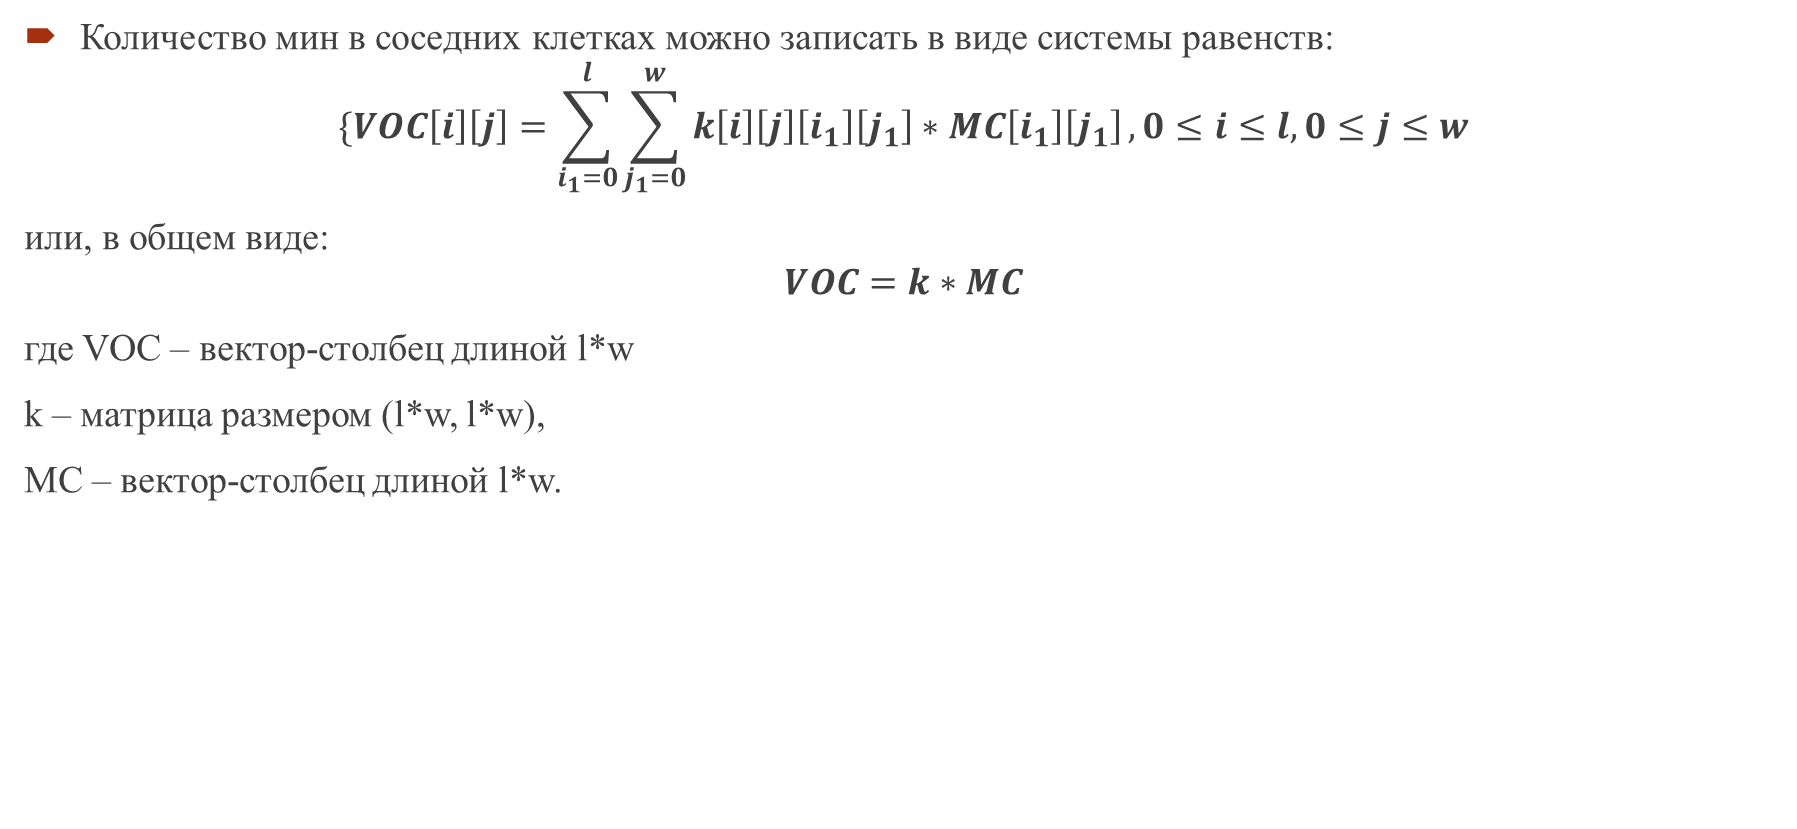 Количество мин в соседних клетках можно записать в виде системы равенств:
{VOC[i][j] = ∑_{i₁=0}^{l} ∑_{j₁=0}^{w} k[i][j][i₁][j₁] ∗ MC[i₁][j₁], 0 ≤ i ≤ l, 0 ≤ j ≤ w
или, в общем виде:
VOC = k ∗ MC
где VOC – вектор-столбец длиной l*w
k – матрица размером (l*w, l*w),
MC – вектор-столбец длиной l*w.